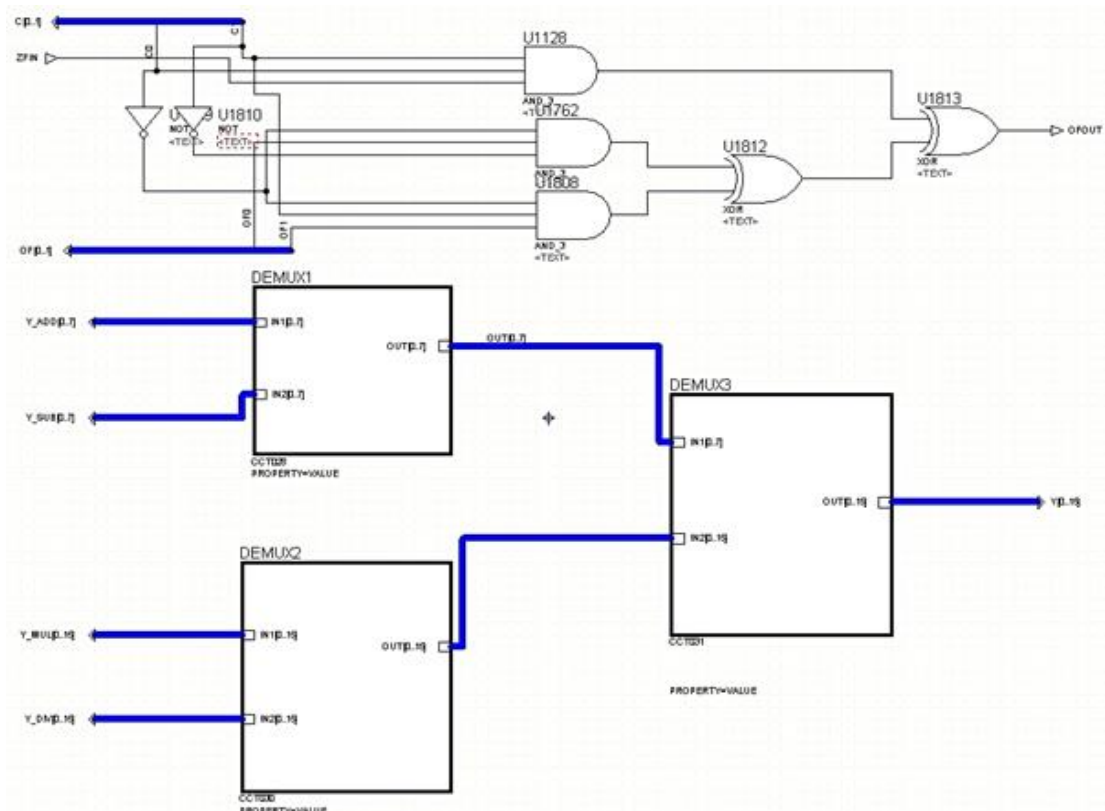 C[0..1]
C0
ZFIN
U1810
NOT
<TEXT>
NOT
<TEXT>
U1128
AND_3
<TEXT>
U1762
AND_3
U1808
AND_3
<TEXT>
U1812
XOR
<TEXT>
U1813
XOR
<TEXT>
OFOUT
OF0
OF1
OF[0..1]
DEMUX1
Y_ADD[0..7]
IN1[0..7]
OUT[0..7]
OUT[0..7]
Y_SUB[0..7]
IN2[0..7]
PROPERTY=VALUE
DEMUX3
IN1[0..7]
OUT[0..15]
Y[0..15]
IN2[0..15]
PROPERTY=VALUE
DEMUX2
Y_MUL[0..15]
IN1[0..15]
OUT[0..15]
Y_DIV[0..15]
IN2[0..15]
PROPERTY=VALUE